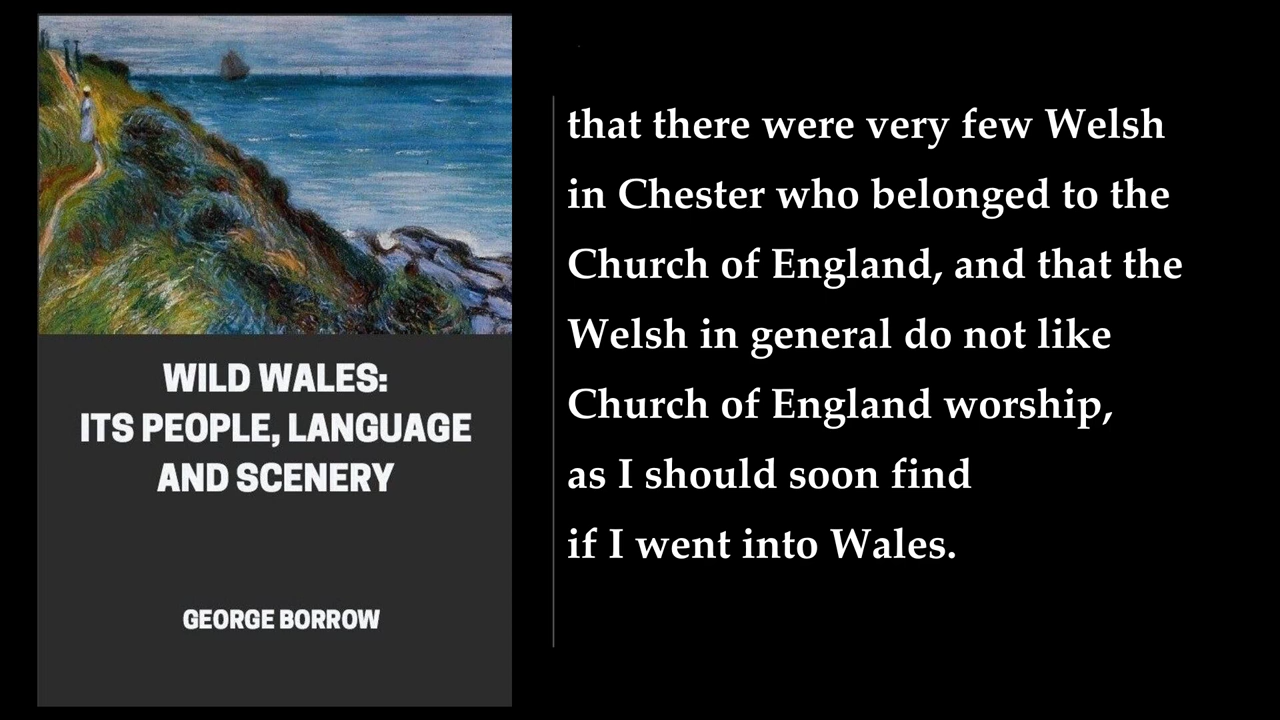 WILD WALES:
ITS PEOPLE, LANGUAGE
AND SCENERY
GEORGE BORROW
that there were very few Welsh
in Chester who belonged to the
Church of England, and that the
Welsh in general do not like
Church of England worship,
as I should soon find
if I went into Wales.